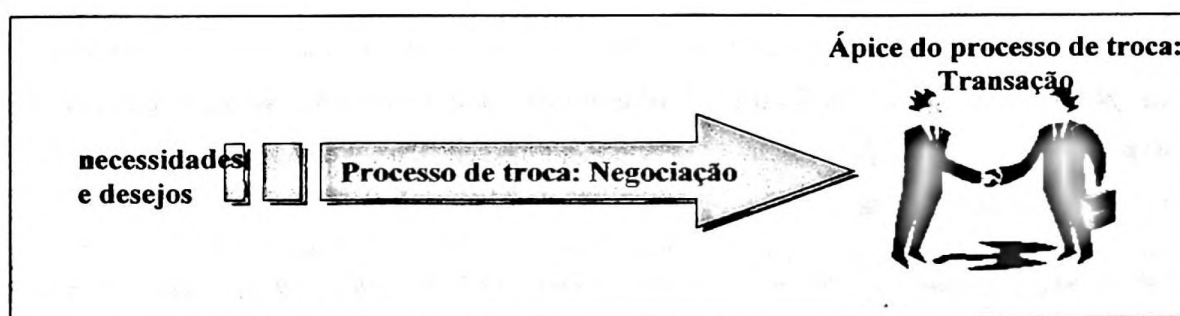 Ápice do processo de troca:
Transação
necessidades
e desejos
Processo de troca: Negociação